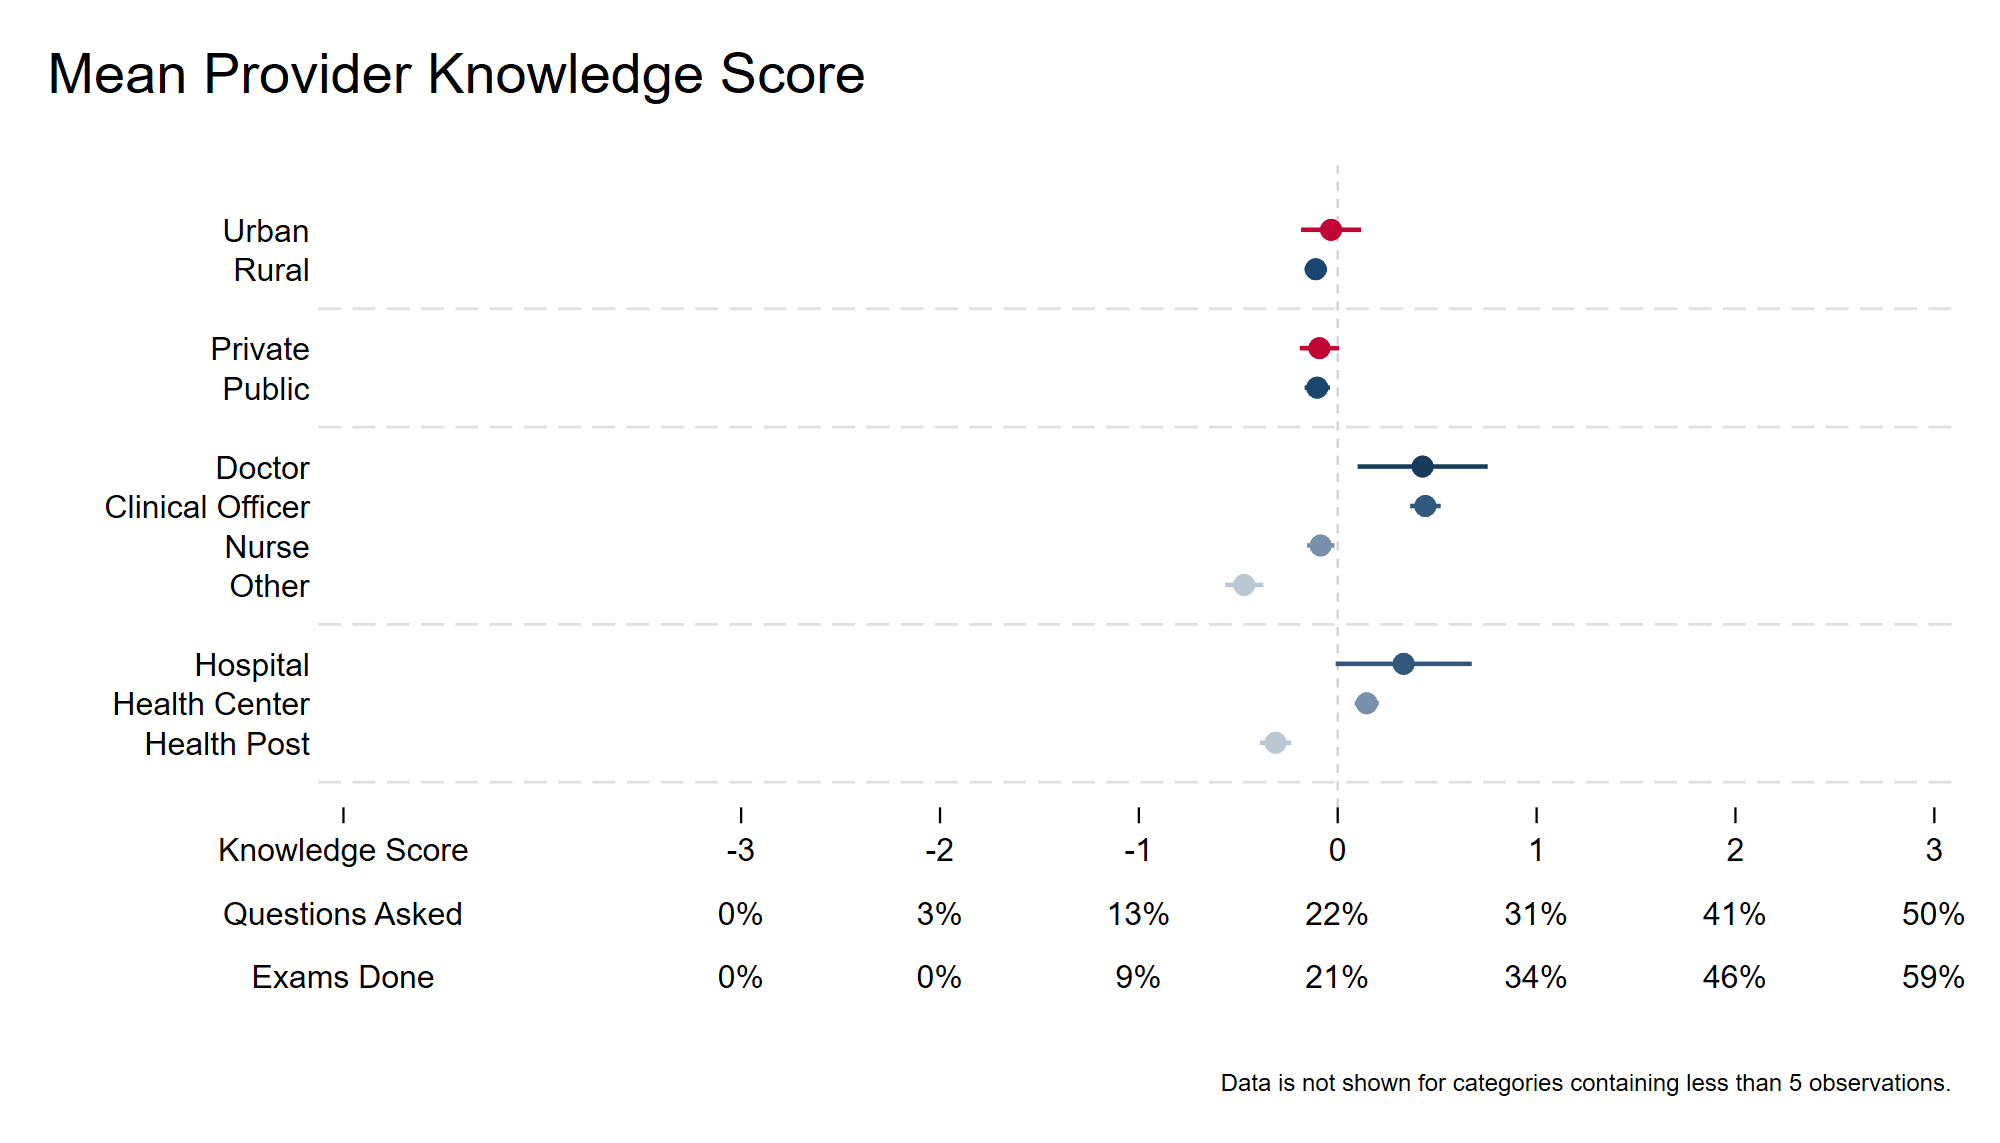 Mean Provider Knowledge Score
Urban
Rural
Private
Public
Doctor
Clinical Officer
Nurse
Other
Hospital
Health Center
Health Post
Knowledge Score -3 -2 -1 0 1 2 3
Questions Asked 0% 3% 13% 22% 31% 41% 50%
Exams Done 0% 0% 9% 21% 34% 46% 59%
Data is not shown for categories containing less than 5 observations.